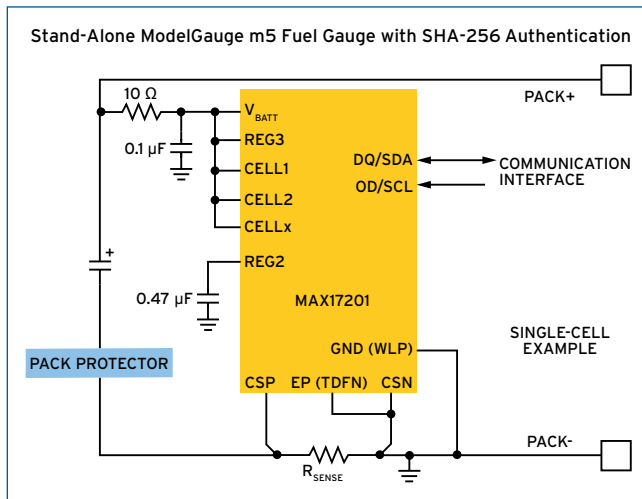 Stand-Alone ModelGauge m5 Fuel Gauge with SHA-256 Authentication
PACK+
10 Ω
0.1 µF
VBATT
REG3
CELL1
CELL2
CELLx
REG2
0.47 µF
DQ/SDA
OD/SCL
COMMUNICATION
INTERFACE
+
MAX17201
GND (WLP)
SINGLE-CELL
EXAMPLE
PACK PROTECTOR
CSP
EP (TDFN)
CSN
RSENSE
PACK-